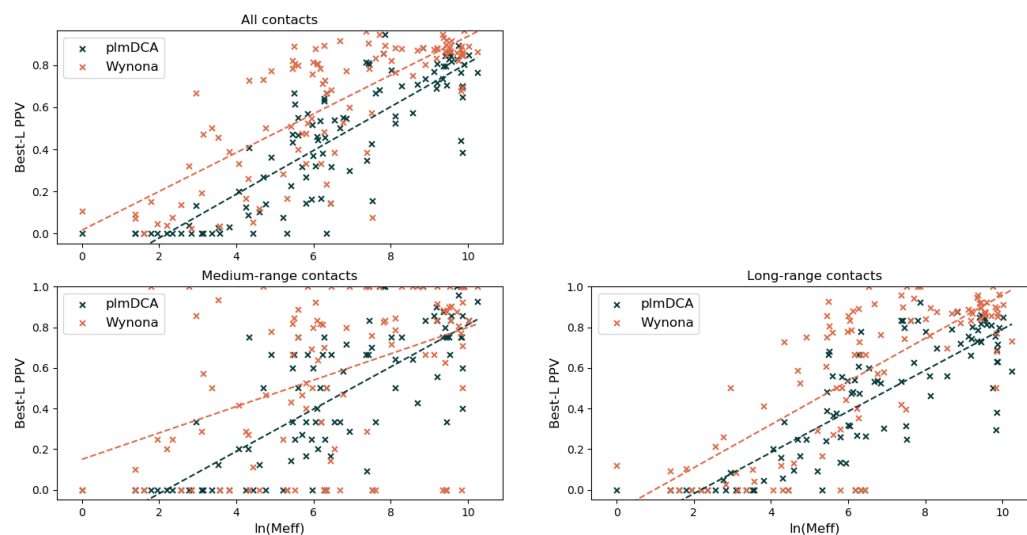 All contacts
plmDCA
Wynona
Best-L PPV
0.8
0.6
0.4
0.2
0.0
0 2 4 6 8 10
Medium-range contacts
plmDCA
Wynona
Best-L PPV
1.0
0.8
0.6
0.4
0.2
0.0
0 2 4 6 8 10
ln(Meff)
Long-range contacts
plmDCA
Wynona
Best-L PPV
1.0
0.8
0.6
0.4
0.2
0.0
0 2 4 6 8 10
ln(Meff)